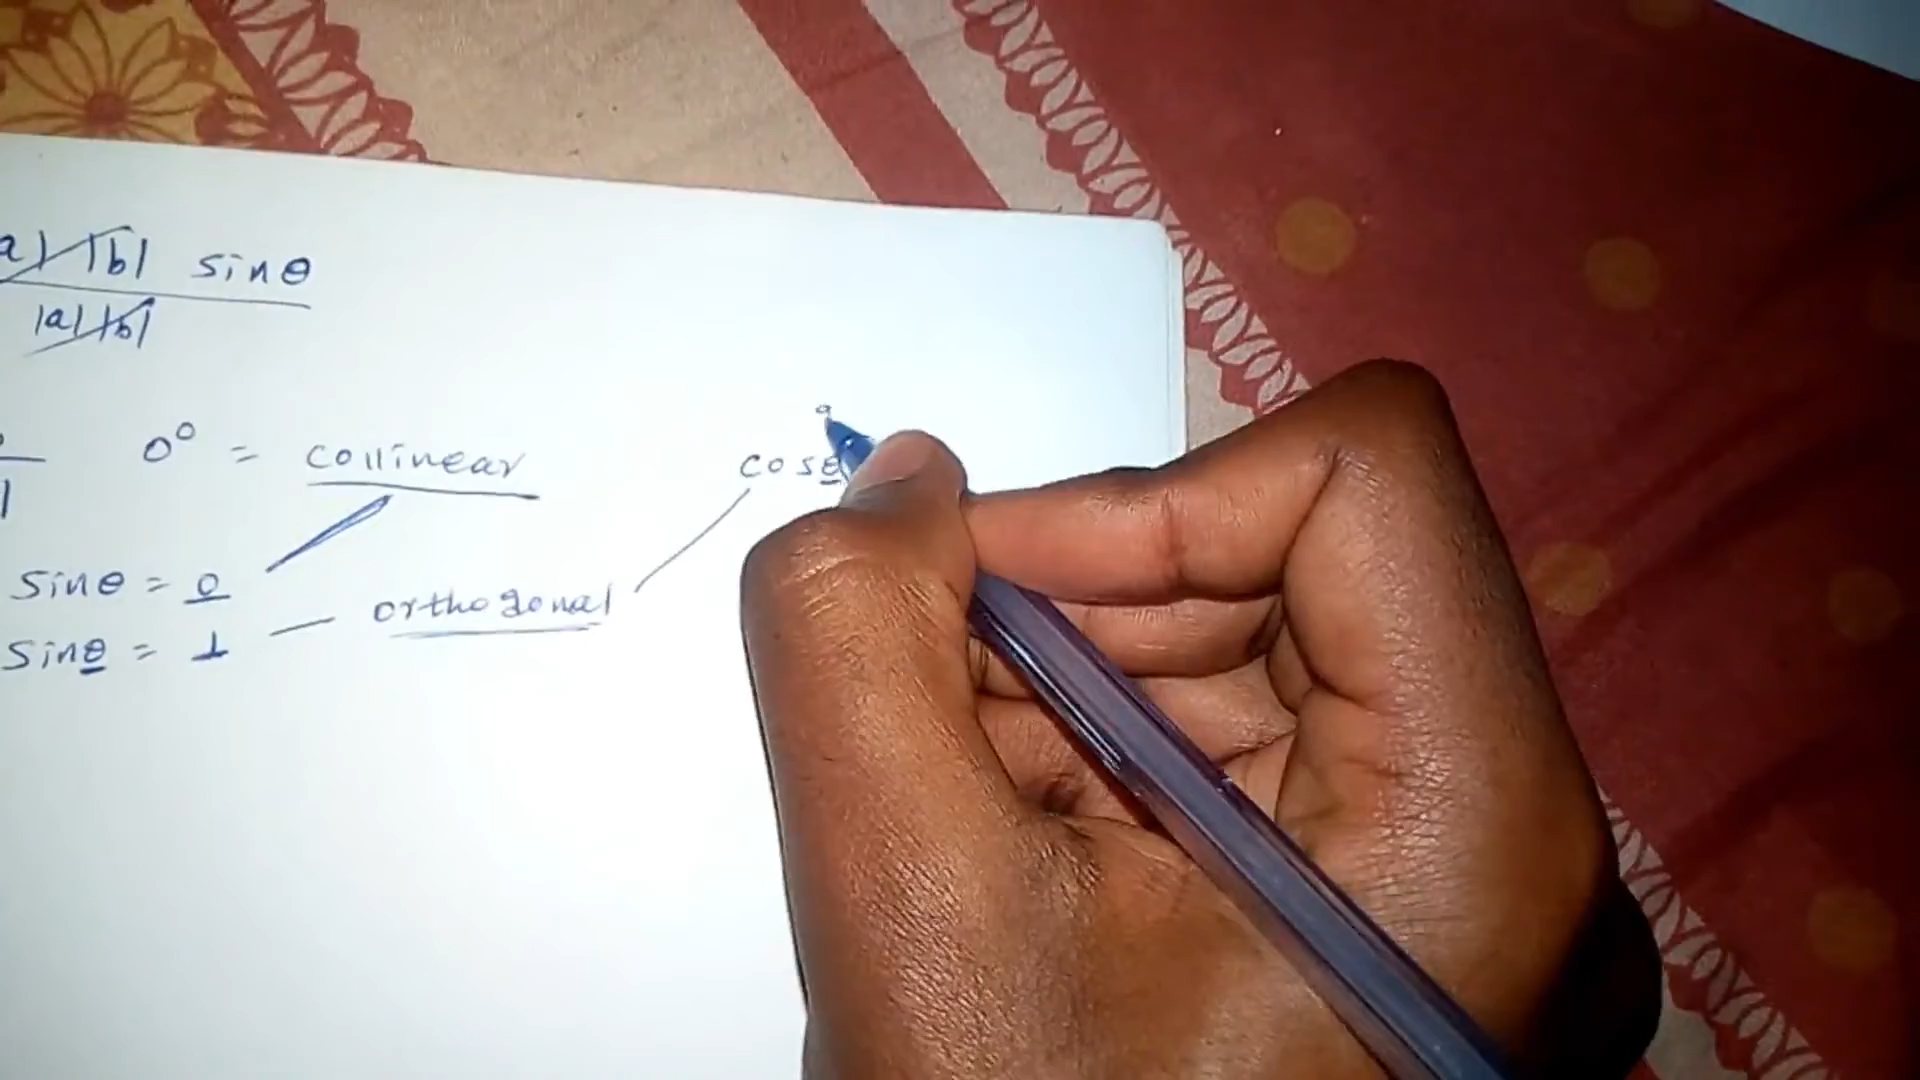 a| |b| sinθ
|a| |b|
0° = collinear
cosθ
sinθ = 0
orthogonal
sinθ = 1